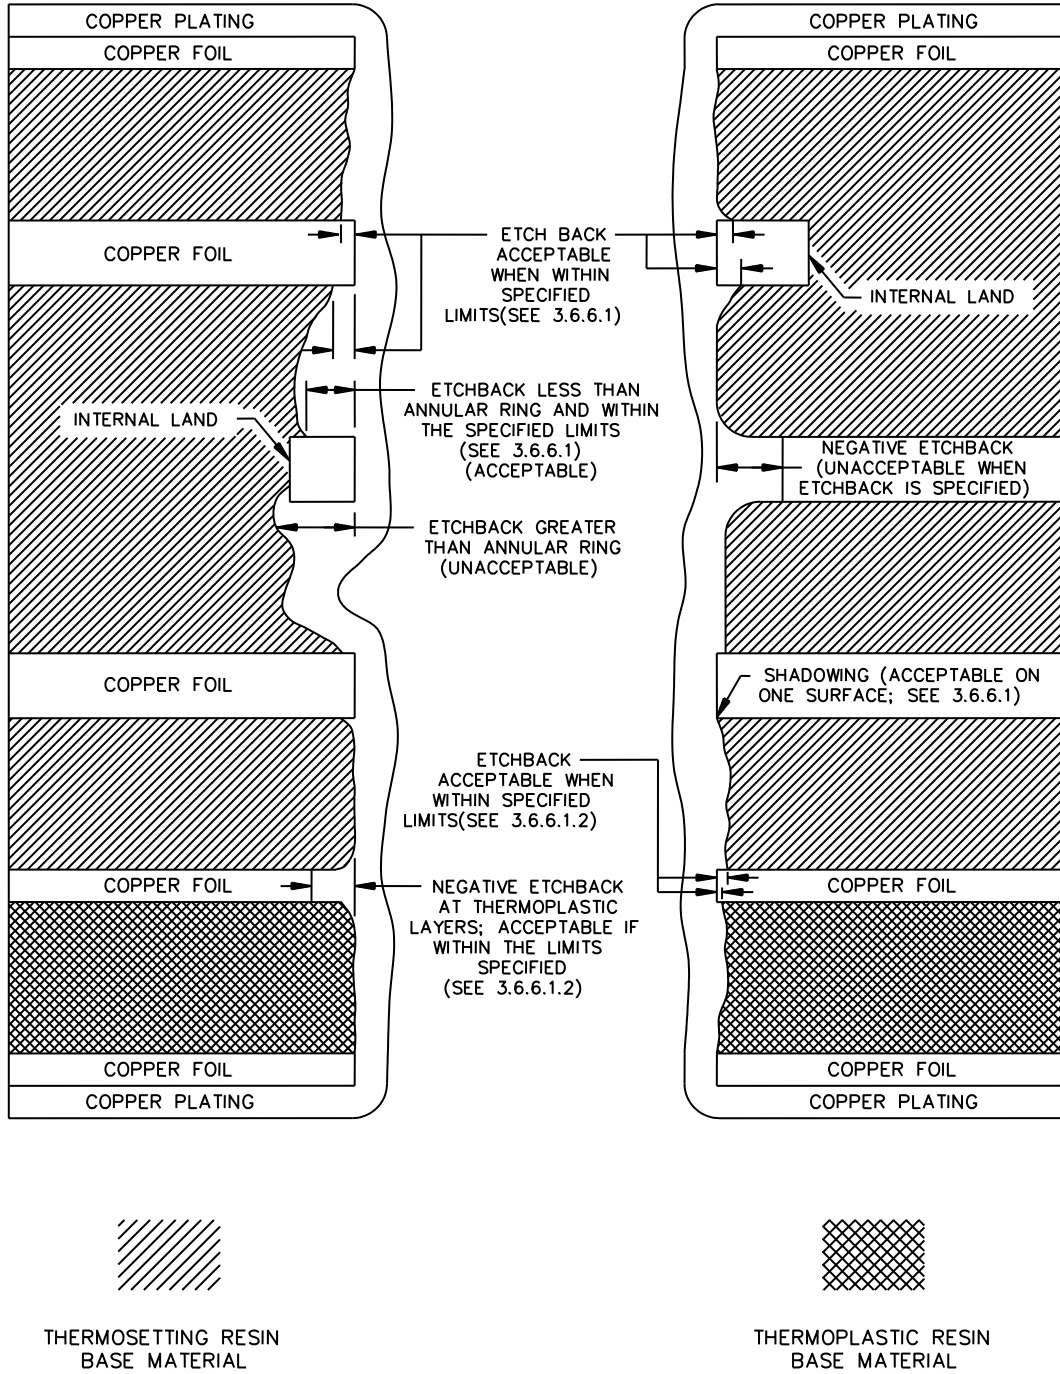 COPPER PLATING
COPPER FOIL
COPPER PLATING
COPPER FOIL
COPPER FOIL
ETCH BACK
ACCEPTABLE
WHEN WITHIN
SPECIFIED
LIMITS(SEE 3.6.6.1)
INTERNAL LAND
INTERNAL LAND
ETCHBACK LESS THAN
ANNULAR RING AND WITHIN
THE SPECIFIED LIMITS
(SEE 3.6.6.1)
(ACCEPTABLE)
NEGATIVE ETCHBACK
(UNACCEPTABLE WHEN
ETCHBACK IS SPECIFIED)
ETCHBACK GREATER
THAN ANNULAR RING
(UNACCEPTABLE)
COPPER FOIL
SHADOWING (ACCEPTABLE ON
ONE SURFACE; SEE 3.6.6.1)
ETCHBACK
ACCEPTABLE WHEN
WITHIN SPECIFIED
LIMITS(SEE 3.6.6.1.2)
COPPER FOIL
NEGATIVE ETCHBACK
AT THERMOPLASTIC
LAYERS; ACCEPTABLE IF
WITHIN THE LIMITS
SPECIFIED
(SEE 3.6.6.1.2)
COPPER FOIL
COPPER FOIL
COPPER PLATING
COPPER FOIL
COPPER PLATING
THERMOSETTING RESIN
BASE MATERIAL
THERMOPLASTIC RESIN
BASE MATERIAL